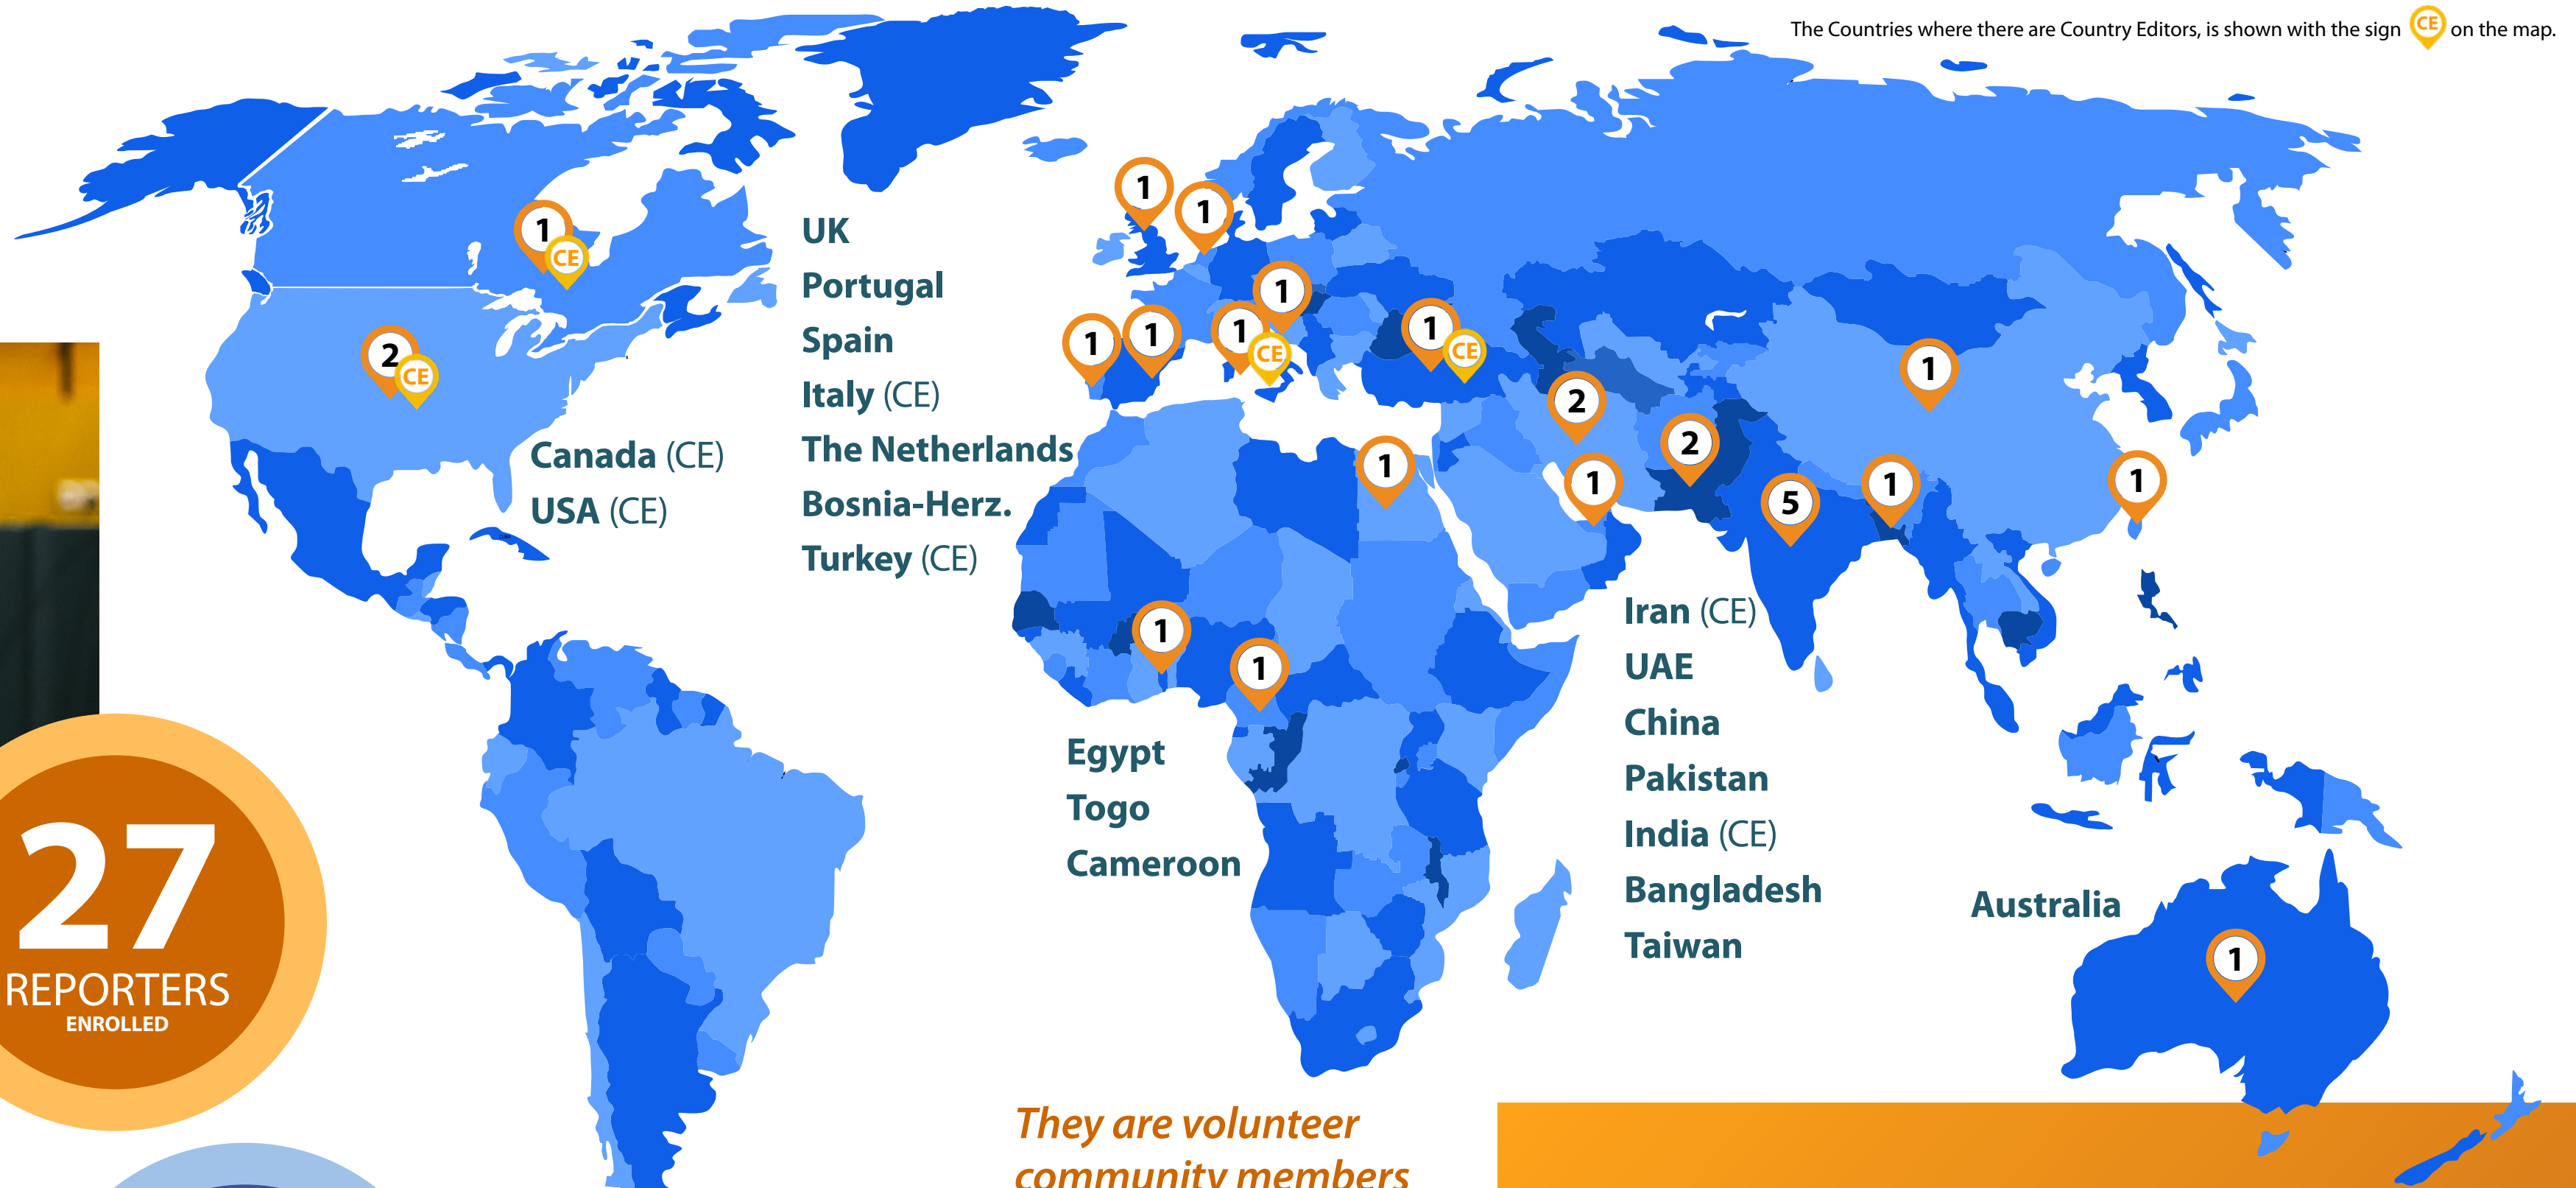 The Countries where there are Country Editors, is shown with the sign CE on the map.
1
CE
2
CE
Canada (CE)
USA (CE)
UK
Portugal
Spain
Italy (CE)
The Netherlands
Bosnia-Herz.
Turkey (CE)
1
1
1
1
1
1
CE
1
CE
1
1
1
Egypt
Togo
Cameroon
2
2
1
5
1
1
1
Iran (CE)
UAE
China
Pakistan
India (CE)
Bangladesh
Taiwan
Australia
1
27
REPORTERS
ENROLLED
They are volunteer
community members